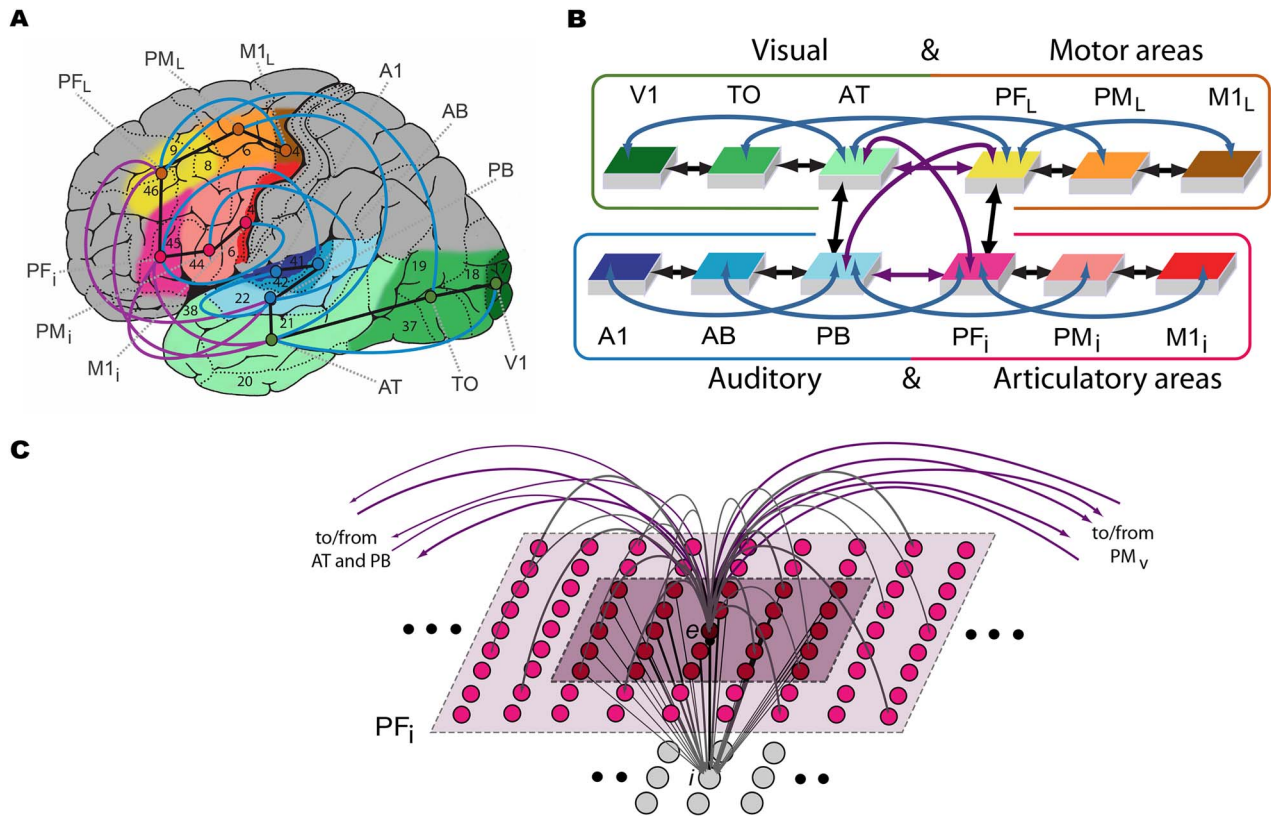 A
M1L
PML
PFL
A1
AB
PB
9
8
6
4
46
45
44
6
41
42
22
38
21
20
19
18
17
37
PFi
PMi
M1i
AT
TO
V1
B
Visual & Motor areas
V1 TO AT PFL PML M1L
A1 AB PB PFi PMi M1i
Auditory & Articulatory areas
C
to/from
AT and PB
to/from
PMv
e
PFi
i